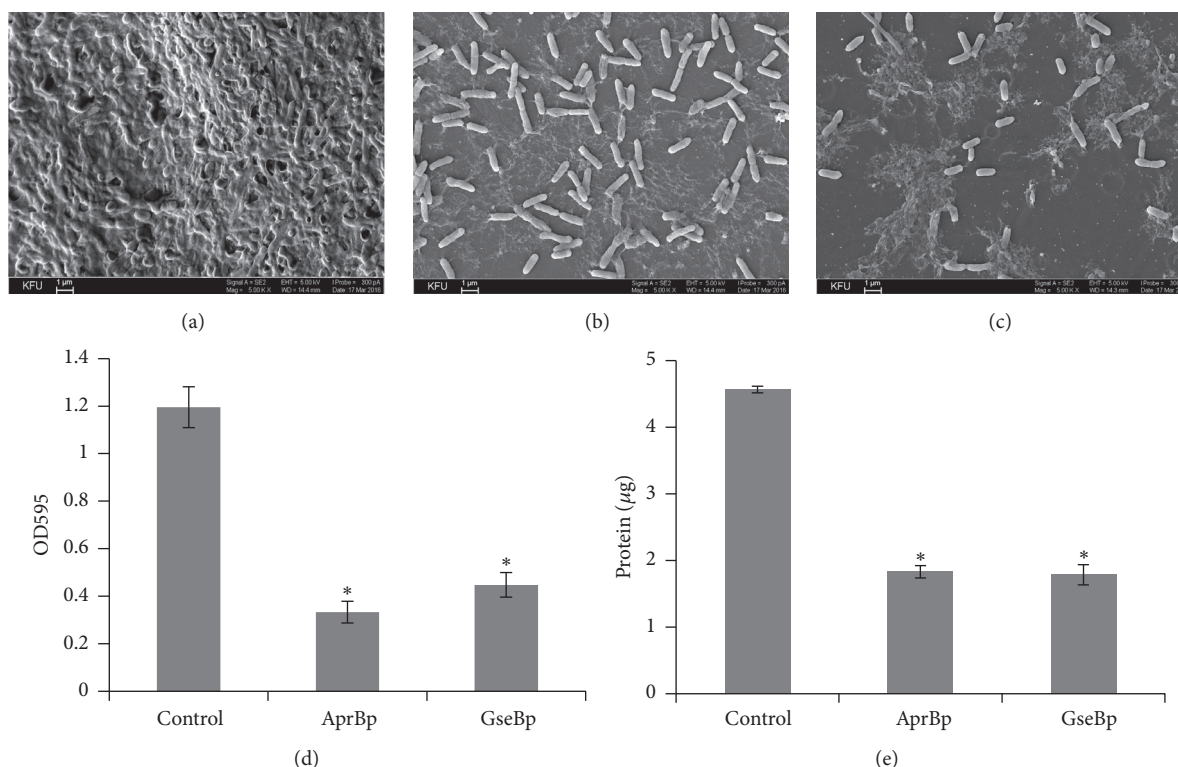 KFU 1 µm Signal A = SE2 EHT = 5.00 kV I Probe = 300 pA
Mag = 5.00 K X WD = 14.4 mm Date :17 Mar 2016
KFU 1 µm Signal A = SE2 EHT = 5.00 kV I Probe = 300 pA
Mag = 5.00 K X WD = 14.4 mm Date :17 Mar 2016
KFU 1 µm Signal A = SE2 EHT = 5.00 kV I Probe = 300
Mag = 5.00 K X WD = 14.3 mm Date :17 Mar 2
(a)
(b)
(c)
1.4
1.2
1
0.8
0.6
0.4
0.2
0
OD595
*
*
Control
AprBp
GseBp
(d)
5
4
3
2
1
0
Protein (µg)
*
*
Control
AprBp
GseBp
(e)